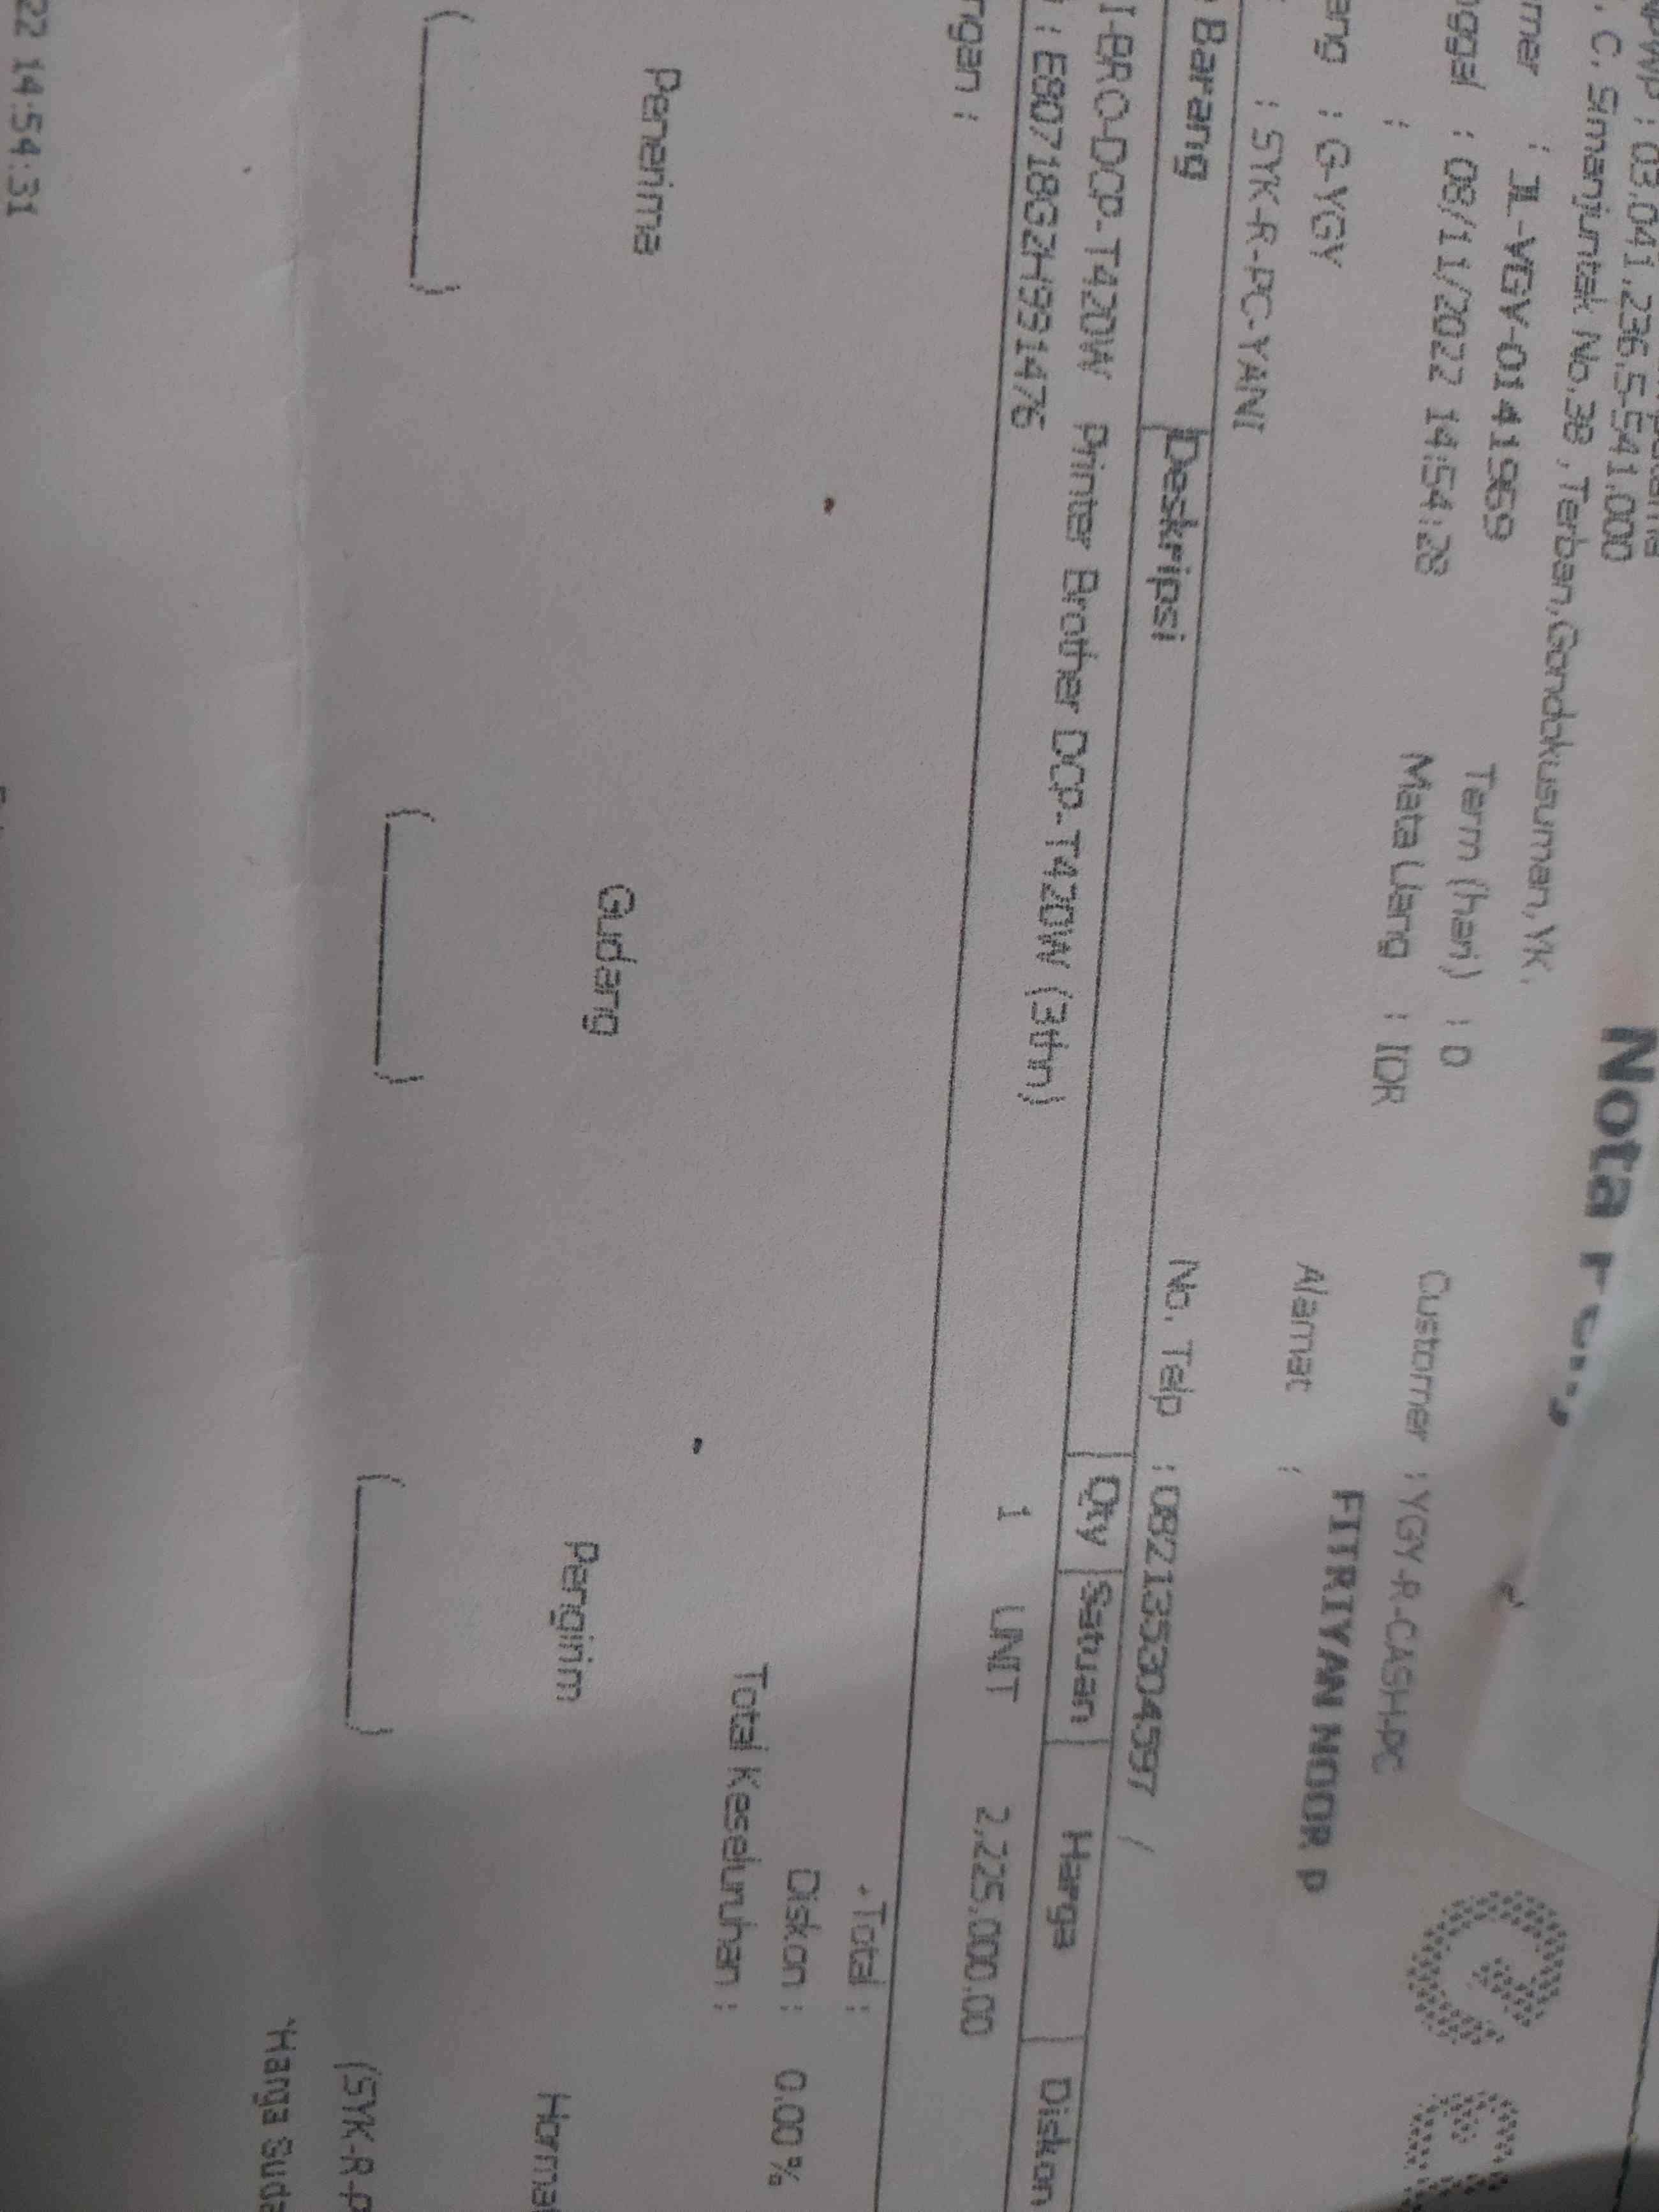 Nota
NPWP : 03.041.236.5-541.000
. C. Simanjuntak No.38 , Terban,Gondokusuman,YK,
mer : JL-YGY-0141969
nggal : 08/11/2022 14:54:28
Term (hari) : 0
:
Mata Uang : IDR
ang : G-YGY
: SYK-R-PC-YANI
Customer : YGY-R-CASH-PC
FITRIYAN NOOR P
Alamat :
No. Telp : 082135304597 /
Barang Deskripsi Qty Satuan Harga Diskon
I-BRO-DCP-T420W Printer Brother DCP-T420W (3thn) 1 UNIT 2,225,000.00
: E80718G2H991476
ngan :
Total :
Diskon : 0.00 %
Total Keseluruhan :
Penerima Gudang Pengirim Hormat
( ) ( ) ( ) (SYK-R-P
*Harga Suda
22 14:54:31